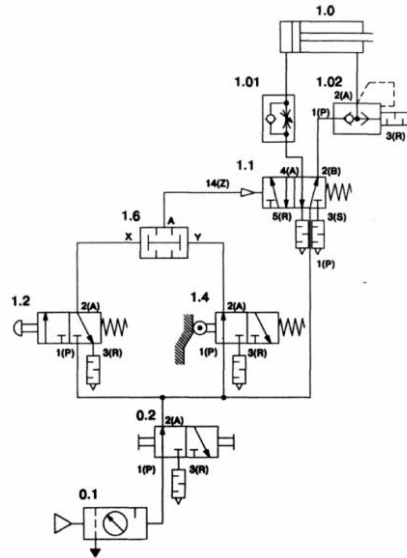 1.0
1.01
1.02
2(A)
1(P)
3(R)
1.1
4(A)
2(B)
14(Z)
5(R)
3(S)
1(P)
1.6
A
X
Y
1.2
2(A)
1(P)
3(R)
1.4
2(A)
1(P)
3(R)
0.2
2(A)
1(P)
3(R)
0.1